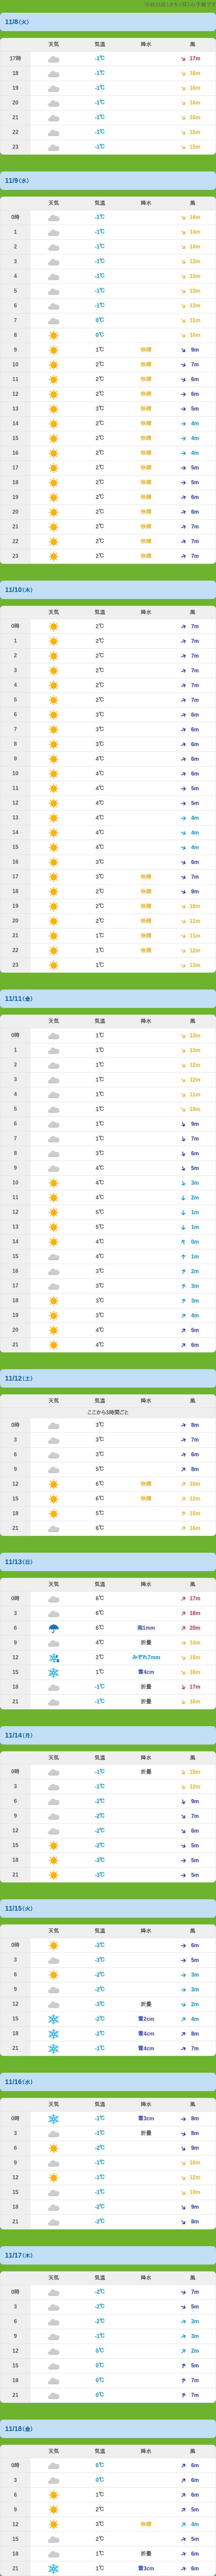 11/8(火)
天気 気温 降水 風
17時 -1℃ 17m
18 -1℃ 16m
19 -1℃ 16m
20 -1℃ 16m
21 -1℃ 16m
22 -1℃ 15m
23 -1℃ 15m
11/9(水)
天気 気温 降水 風
0時 -1℃ 14m
1 -1℃ 14m
2 -1℃ 14m
3 -1℃ 13m
4 -1℃ 13m
5 -1℃ 13m
6 -1℃ 13m
7 0℃ 11m
8 0℃ 10m
9 1℃ 快晴 9m
10 2℃ 快晴 7m
11 2℃ 快晴 6m
12 2℃ 快晴 6m
13 3℃ 快晴 5m
14 2℃ 快晴 4m
15 2℃ 快晴 4m
16 2℃ 快晴 4m
17 2℃ 快晴 5m
18 2℃ 快晴 5m
19 2℃ 快晴 6m
20 2℃ 快晴 6m
21 2℃ 快晴 7m
22 2℃ 快晴 7m
23 2℃ 快晴 7m
11/10(木)
天気 気温 降水 風
0時 2℃ 7m
1 2℃ 7m
2 2℃ 7m
3 2℃ 7m
4 2℃ 7m
5 2℃ 7m
6 3℃ 6m
7 3℃ 6m
8 3℃ 6m
9 4℃ 6m
10 4℃ 6m
11 4℃ 5m
12 4℃ 5m
13 4℃ 4m
14 4℃ 4m
15 4℃ 4m
16 3℃ 6m
17 3℃ 快晴 7m
18 2℃ 快晴 9m
19 2℃ 快晴 10m
20 2℃ 快晴 11m
21 1℃ 快晴 11m
22 1℃ 快晴 12m
23 1℃ 13m
11/11(金)
天気 気温 降水 風
0時 1℃ 13m
1 1℃ 13m
2 1℃ 12m
3 1℃ 12m
4 1℃ 11m
5 1℃ 10m
6 1℃ 9m
7 1℃ 7m
8 3℃ 6m
9 4℃ 5m
10 4℃ 3m
11 4℃ 2m
12 5℃ 1m
13 5℃ 1m
14 4℃ 0m
15 4℃ 1m
16 3℃ 2m
17 3℃ 3m
18 3℃ 3m
19 3℃ 4m
20 4℃ 5m
21 4℃ 6m
11/12(土)
天気 気温 降水 風
ここから3時間ごと
0時 3℃ 8m
3 3℃ 7m
6 3℃ 6m
9 5℃ 8m
12 6℃ 快晴 10m
15 6℃ 快晴 12m
18 5℃ 15m
21 6℃ 16m
11/13(日)
天気 気温 降水 風
0時 6℃ 17m
3 6℃ 18m
6 6℃ 雨1mm 20m
9 4℃ 折曇 14m
12 2℃ みぞれ7mm 15m
15 1℃ 雪4cm 16m
18 -1℃ 折曇 17m
21 -1℃ 折曇 16m
11/14(月)
天気 気温 降水 風
0時 -1℃ 折曇 15m
3 -1℃ 12m
6 -2℃ 9m
9 -2℃ 7m
12 -2℃ 6m
15 -2℃ 5m
18 -3℃ 5m
21 -3℃ 5m
11/15(火)
天気 気温 降水 風
0時 -3℃ 6m
3 -3℃ 5m
6 -2℃ 3m
9 -2℃ 3m
12 -3℃ 折曇 2m
15 -2℃ 雪2cm 4m
18 -2℃ 雪4cm 8m
21 -1℃ 雪4cm 7m
11/16(水)
天気 気温 降水 風
0時 -1℃ 雪3cm 8m
3 -1℃ 折曇 8m
6 -2℃ 9m
9 -1℃ 10m
12 -1℃ 12m
15 -1℃ 10m
18 -2℃ 9m
21 -2℃ 8m
11/17(木)
天気 気温 降水 風
0時 -2℃ 7m
3 -2℃ 5m
6 -2℃ 3m
9 -1℃ 3m
12 0℃ 2m
15 0℃ 5m
18 0℃ 7m
21 0℃ 7m
11/18(金)
天気 気温 降水 風
0時 0℃ 6m
3 0℃ 6m
6 1℃ 6m
9 2℃ 5m
12 3℃ 快晴 4m
15 2℃ 5m
18 1℃ 折曇 6m
21 1℃ 雪3cm 6m